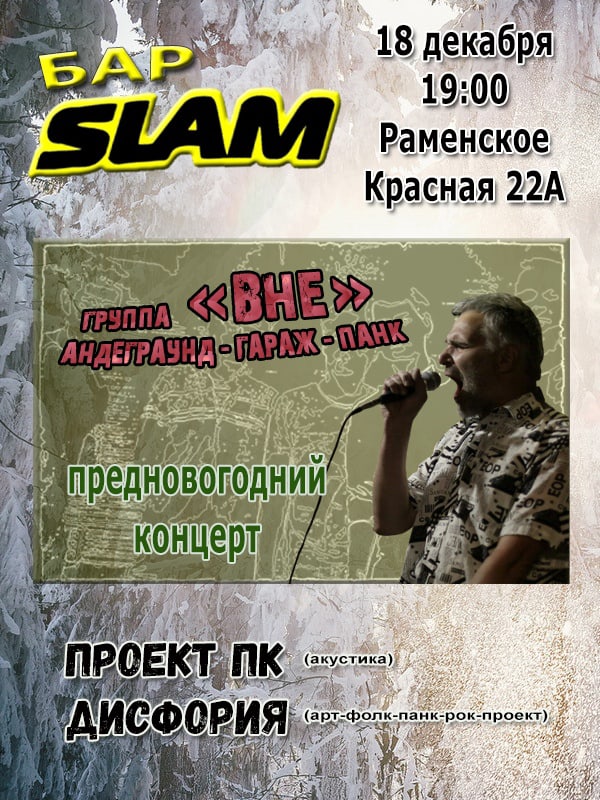 БАР
SLAM
18 декабря
19:00
Раменское
Красная 22А
группа «ВНЕ»
андеграунд - гараж - панк
предновогодний
концерт
ПРОЕКТ ПК (акустика)
ДИСФОРИЯ (арт-фолк-панк-рок-проект)